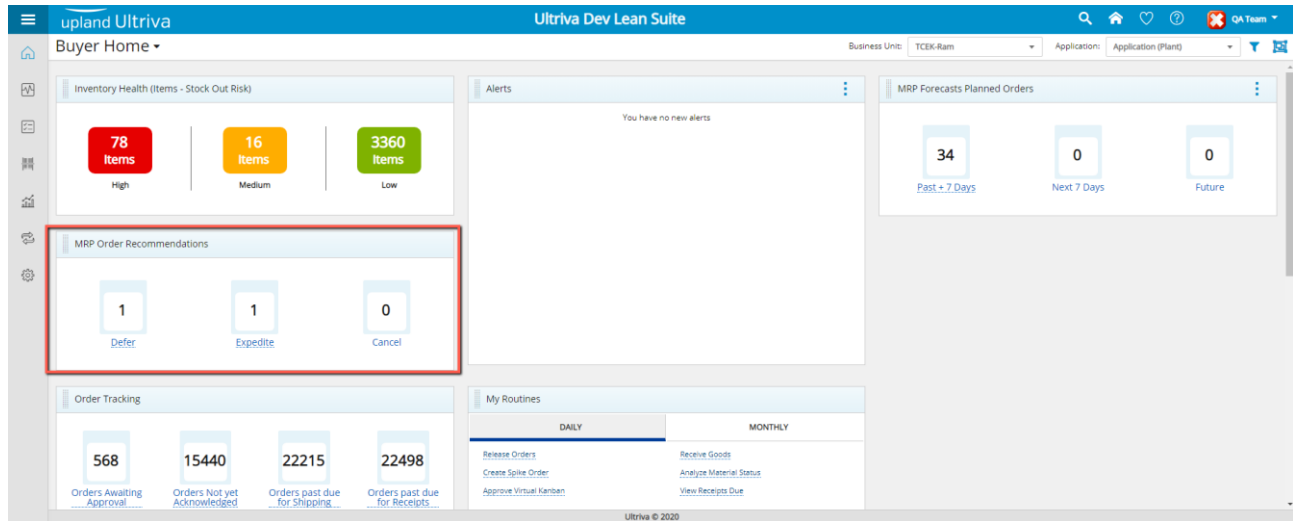 upland Ultriva
Ultriva Dev Lean Suite
QA Team
Buyer Home
Business Unit:
TCEK-Ram
Application:
Application (Plant)
Inventory Health (Items - Stock Out Risk)
78
Items
High
16
Items
Medium
3360
Items
Low
Alerts
You have no new alerts
MRP Forecasts Planned Orders
34
Past + 7 Days
0
Next 7 Days
0
Future
MRP Order Recommendations
1
Defer
1
Expedite
0
Cancel
Order Tracking
568
Orders Awaiting
Approval
15440
Orders Not yet
Acknowledged
22215
Orders past due
for Shipping
22498
Orders past due
for Receipts
My Routines
DAILY
MONTHLY
Release Orders
Receive Goods
Create Spike Order
Analyze Material Status
Approve Virtual Kanban
View Receipts Due
Ultriva © 2020